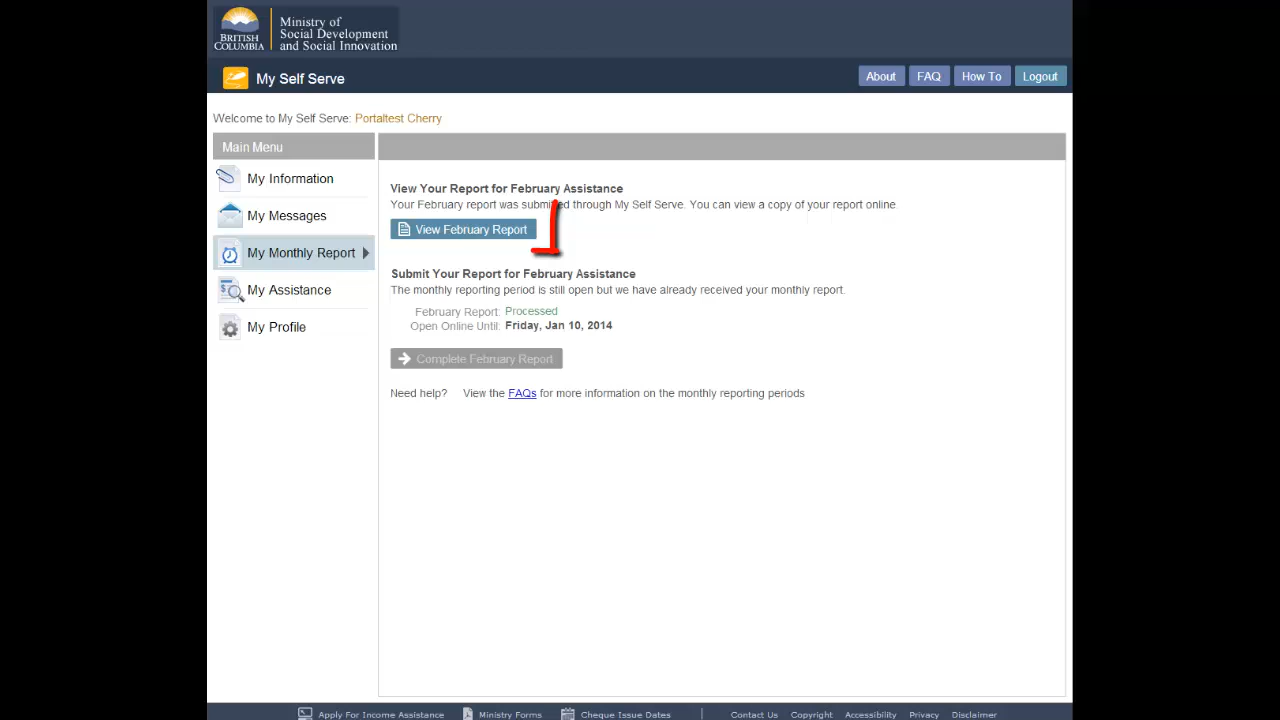 BRITISH
COLUMBIA
Ministry of
Social Development
and Social Innovation
My Self Serve
About
FAQ
How To
Logout
Welcome to My Self Serve: Portaltest Cherry
Main Menu
My Information
My Messages
My Monthly Report
My Assistance
My Profile
View Your Report for February Assistance
Your February report was submitted through My Self Serve. You can view a copy of your report online.
View February Report
Submit Your Report for February Assistance
The monthly reporting period is still open but we have already received your monthly report.
February Report: Processed
Open Online Until: Friday, Jan 10, 2014
Complete February Report
Need help? View the FAQs for more information on the monthly reporting periods
Apply For Income Assistance
Ministry Forms
Cheque Issue Dates
Contact Us
Copyright
Accessibility
Privacy
Disclaimer